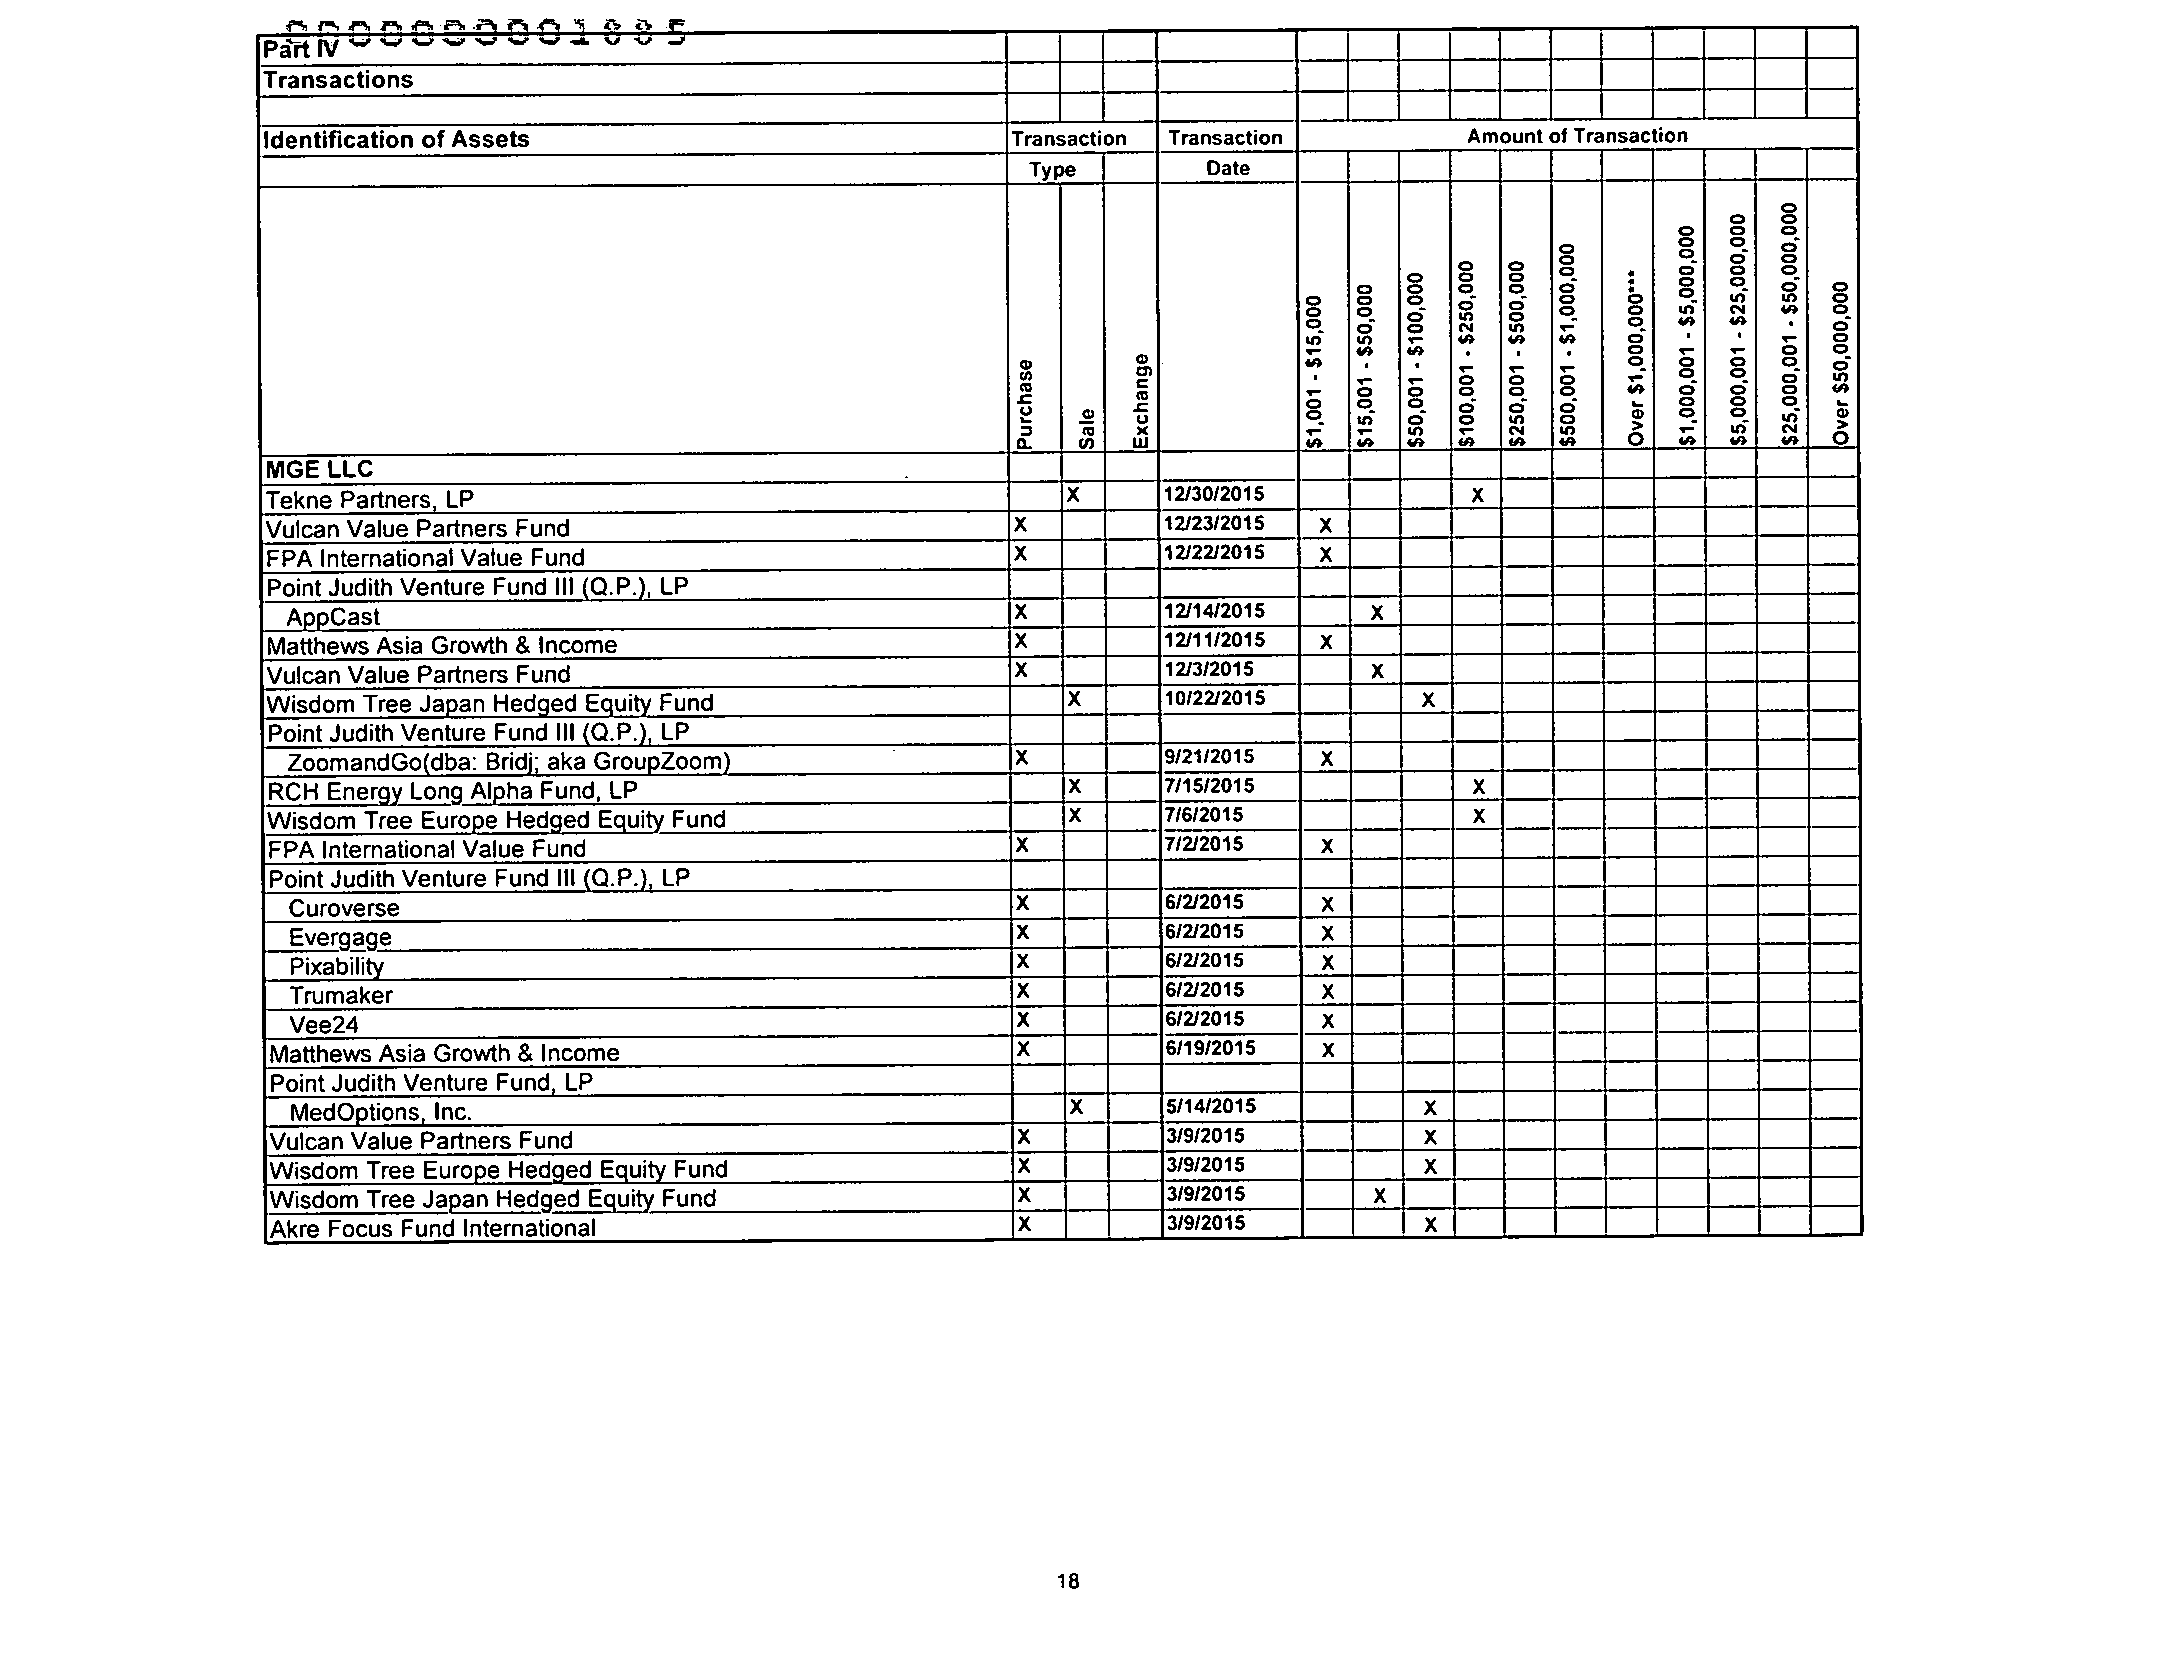 000000001885
Part IV
Transactions
Identification of Assets Transaction Transaction Amount of Transaction
Type Date
Purchase Sale Exchange $1,001 - $15,000 $15,001 - $50,000 $50,001 - $100,000 $100,001 - $250,000 $250,001 - $500,000 $500,001 - $1,000,000 Over $1,000,000*** $1,000,001 - $5,000,000 $5,000,001 - $25,000,000 $25,000,001 - $50,000,000 Over $50,000,000
MGE LLC
Tekne Partners, LP X 12/30/2015 X
Vulcan Value Partners Fund X 12/23/2015 X
FPA International Value Fund X 12/22/2015 X
Point Judith Venture Fund III (Q.P.), LP
AppCast X 12/14/2015 X
Matthews Asia Growth & Income X 12/11/2015 X
Vulcan Value Partners Fund X 12/3/2015 X
Wisdom Tree Japan Hedged Equity Fund X 10/22/2015 X
Point Judith Venture Fund III (Q.P.), LP
ZoomandGo(dba: Bridj; aka GroupZoom) X 9/21/2015 X
RCH Energy Long Alpha Fund, LP X 7/15/2015 X
Wisdom Tree Europe Hedged Equity Fund X 7/6/2015 X
FPA International Value Fund X 7/2/2015 X
Point Judith Venture Fund III (Q.P.), LP
Curoverse X 6/2/2015 X
Evergage X 6/2/2015 X
Pixability X 6/2/2015 X
Trumaker X 6/2/2015 X
Vee24 X 6/2/2015 X
Matthews Asia Growth & Income X 6/19/2015 X
Point Judith Venture Fund, LP
MedOptions, Inc. X 5/14/2015 X
Vulcan Value Partners Fund X 3/9/2015 X
Wisdom Tree Europe Hedged Equity Fund X 3/9/2015 X
Wisdom Tree Japan Hedged Equity Fund X 3/9/2015 X
Akre Focus Fund International X 3/9/2015 X
18